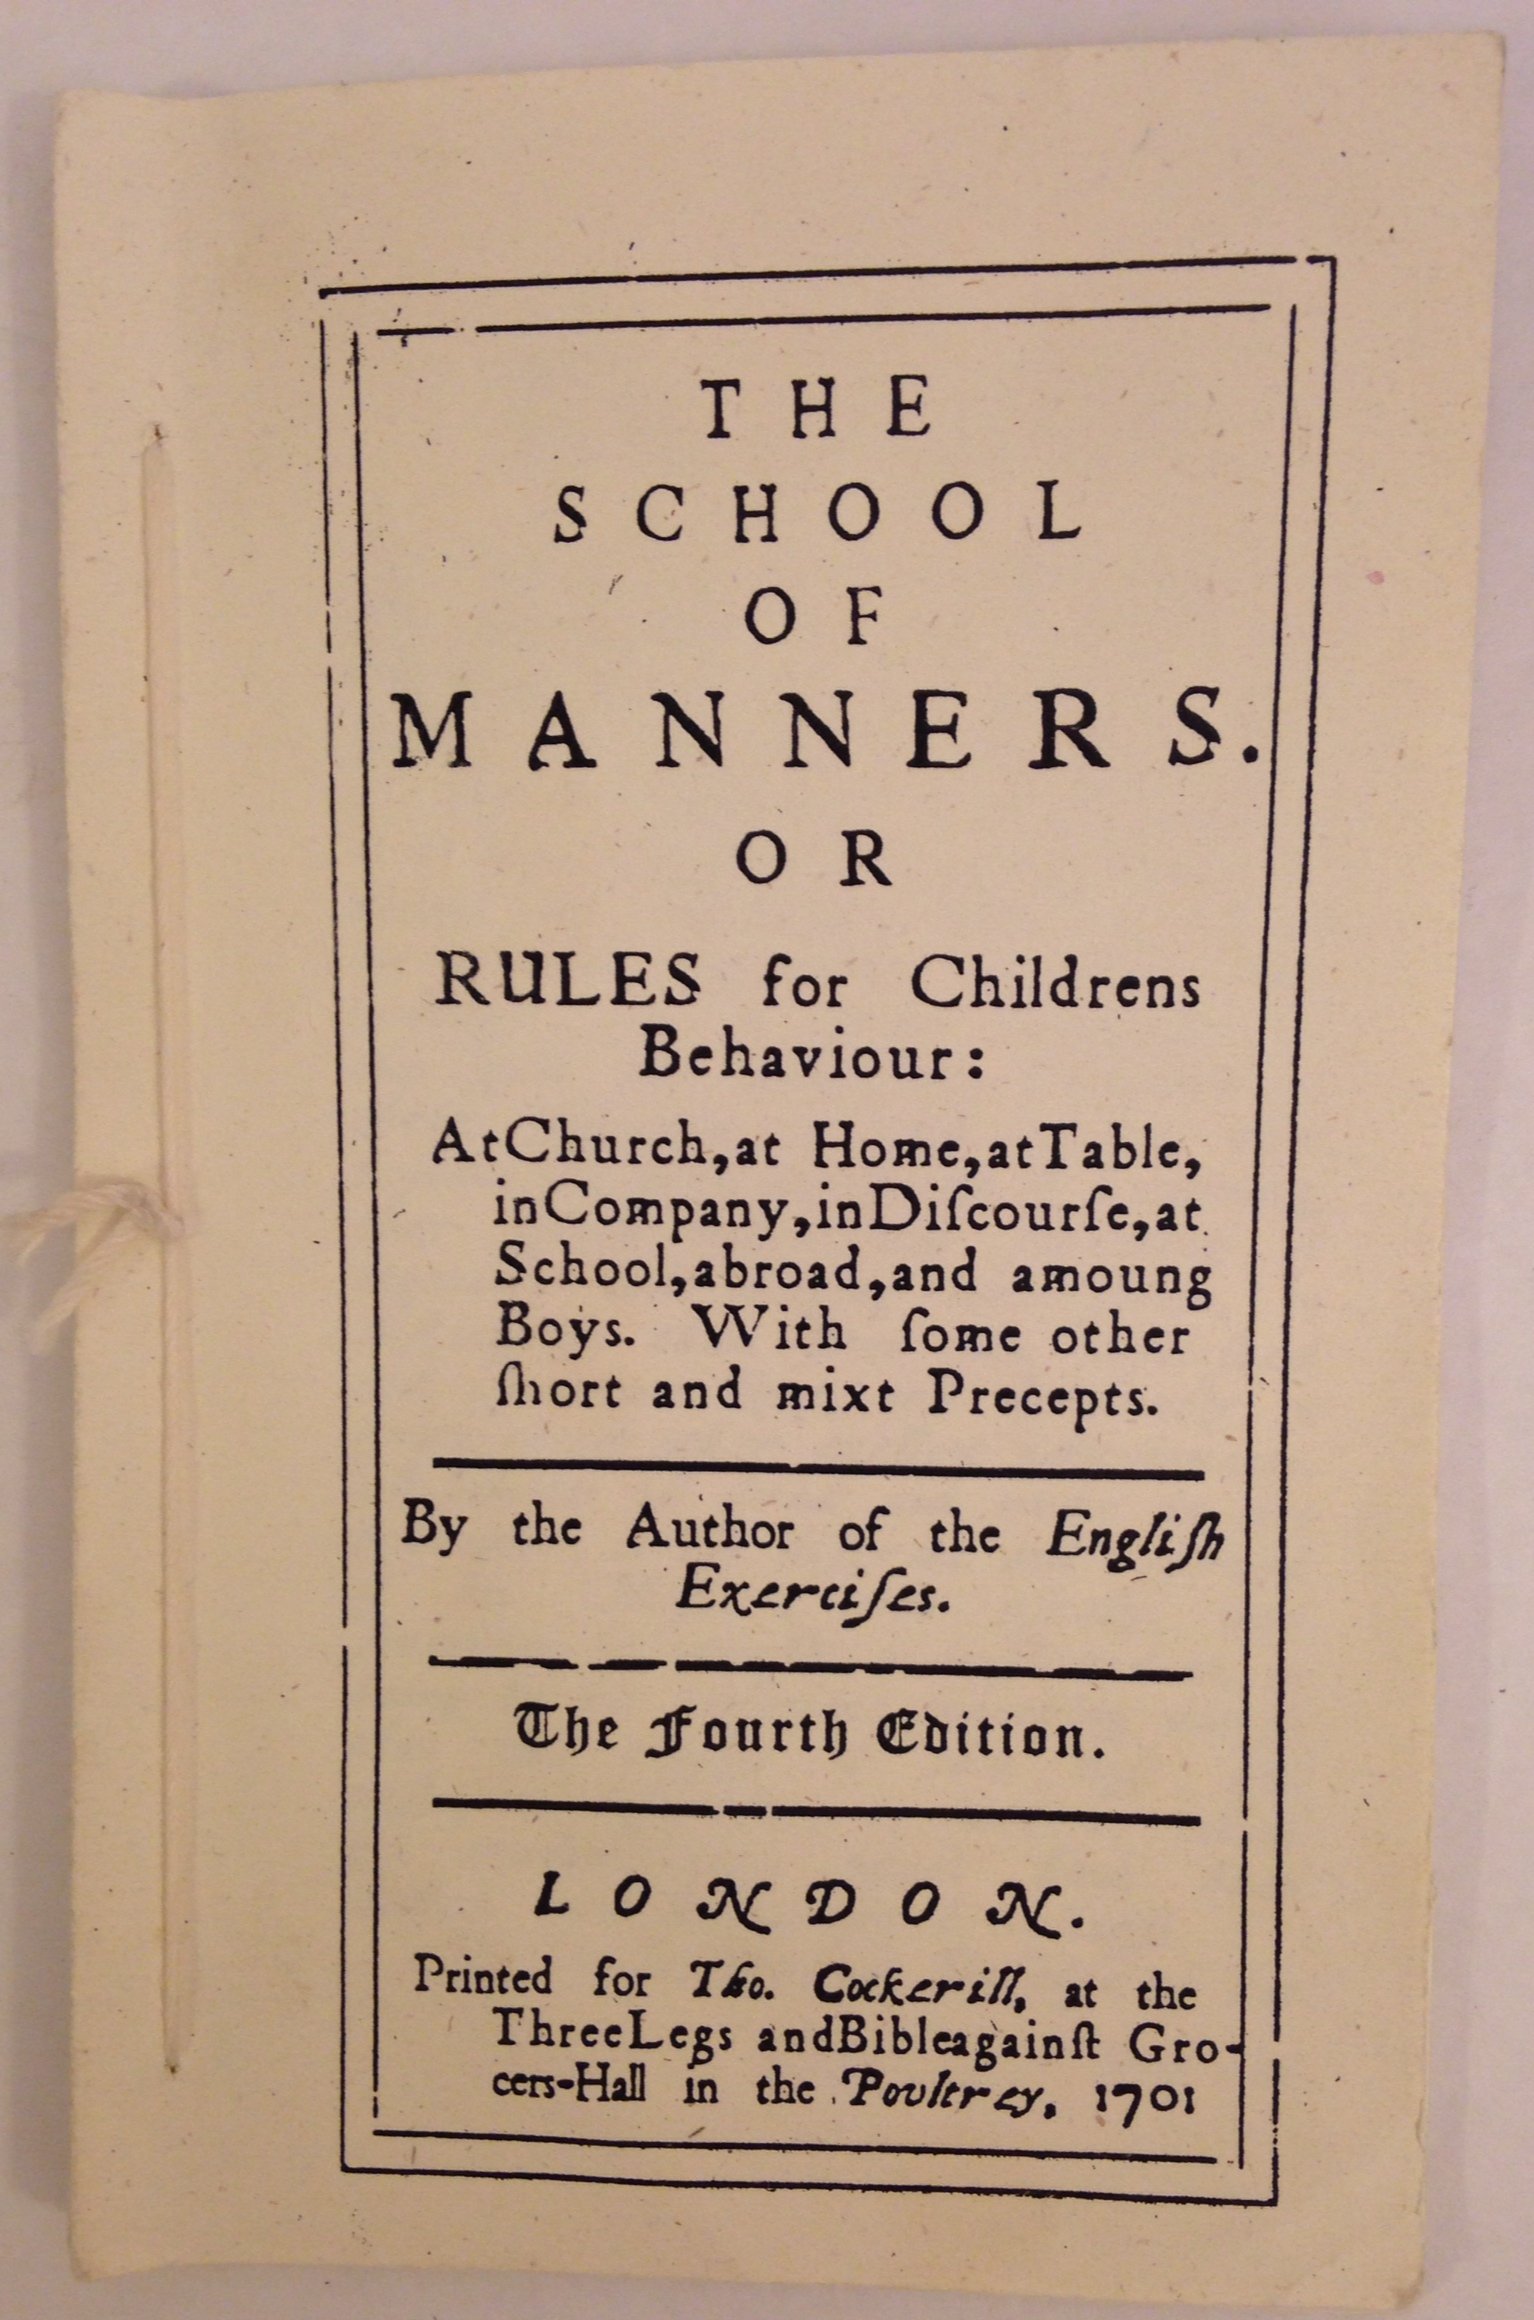 THE
SCHOOL
OF
MANNERS.
OR
RULES for Childrens
Behaviour:
At Church, at Home, at Table,
in Company, in Diſcourſe, at
School, abroad, and amoung
Boys. With ſome other
ſhort and mixt Precepts.
By the Author of the Engliſh
Exerciſes.
The Fourth Edition.
LONDON.
Printed for Tho. Cockerill, at the
Three Legs and Bible againſt Gro-
cers-Hall in the Poultrey, 1701